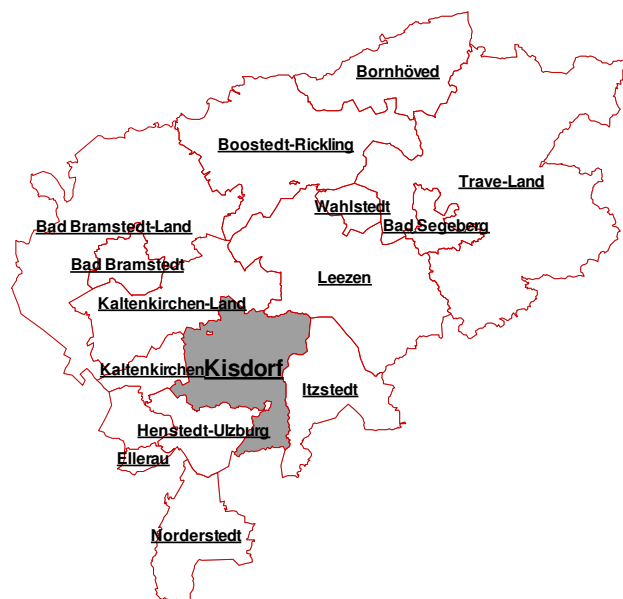 Bornhöved
Boostedt-Rickling
Trave-Land
Wahlstedt
Bad Bramstedt-Land
Bad Segeberg
Bad Bramstedt
Leezen
Kaltenkirchen-Land
Kaltenkirchen
Kisdorf
Itzstedt
Henstedt-Ulzburg
Ellerau
Norderstedt